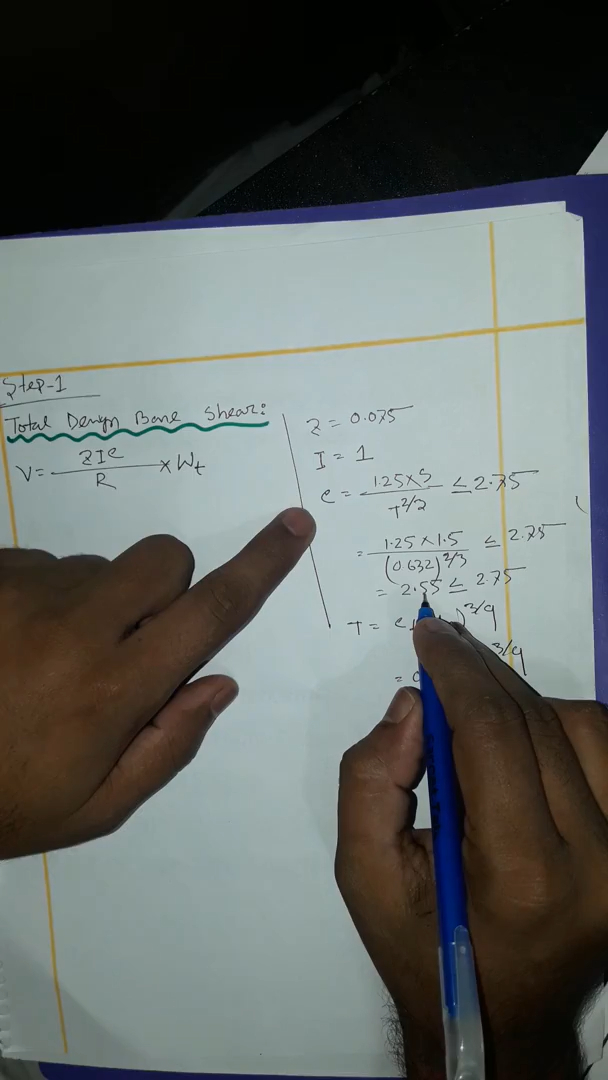 Step-1
Total Design Base Shear:
V = ZIC / R × Wt
Z = 0.075
I = 1
C = 1.25×S / T^2/2 ≤ 2.75
= 1.25×1.5 / (0.632)^2/3 ≤ 2.75
= 2.55 ≤ 2.75
T = )^3/4
3/4
=